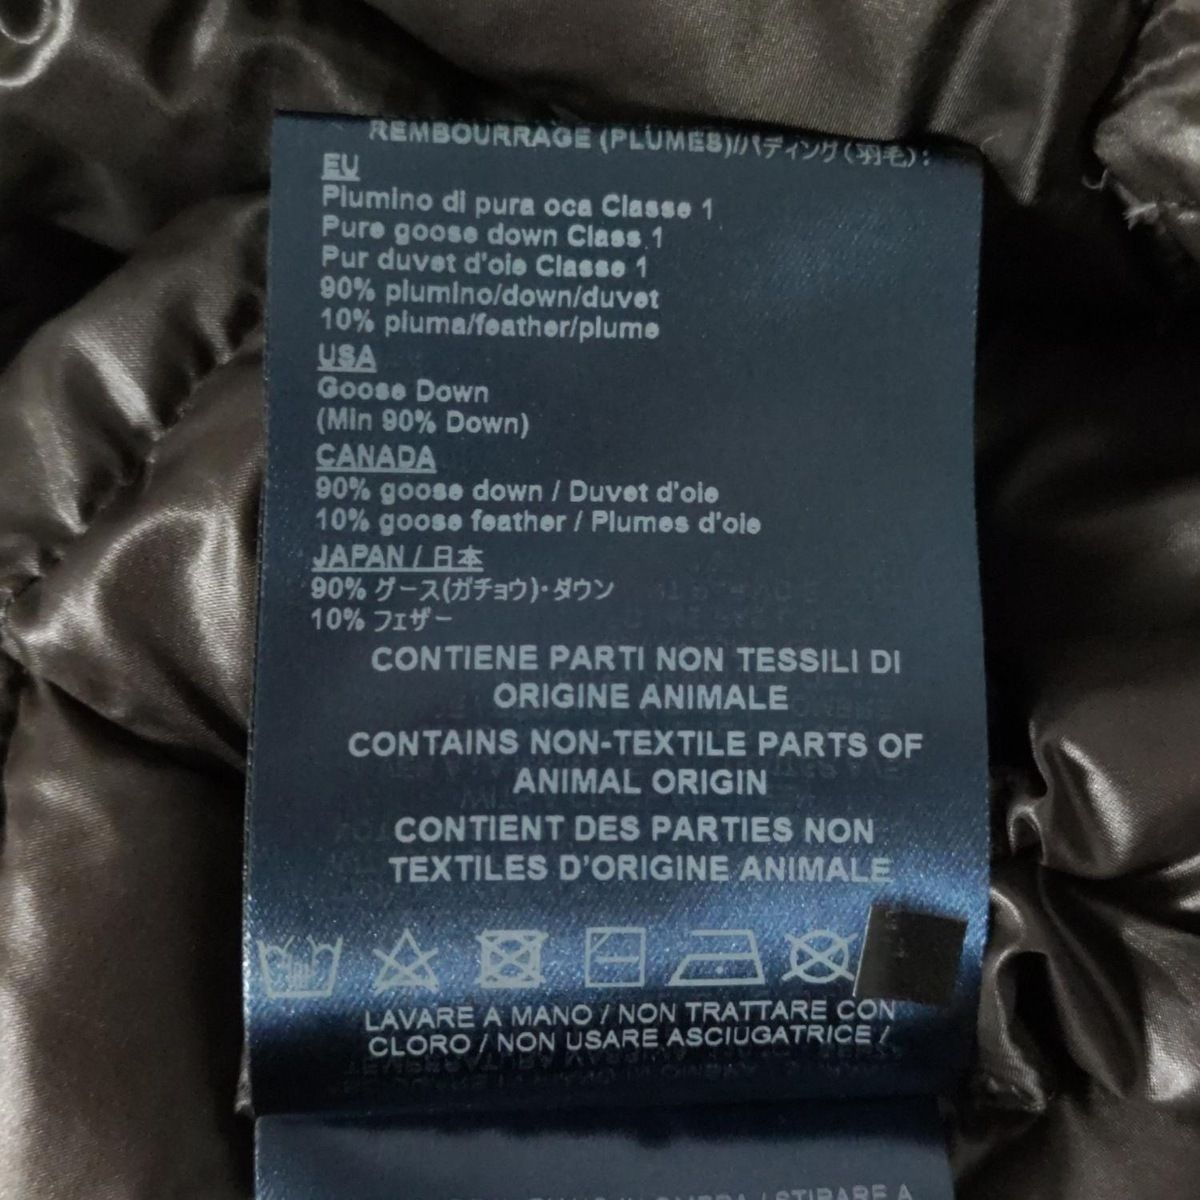 REMBOURRAGE (PLUMES)//パディング(羽毛):
EU
Piumino di pura oca Classe 1
Pure goose down Class 1
Pur duvet d'oie Classe 1
90% piumino/down/duvet
10% piuma/feather/plume
USA
Goose Down
(Min 90% Down)
CANADA
90% goose down / Duvet d'oie
10% goose feather / Plumes d'oie
JAPAN / 日本
90% グース(ガチョウ)・ダウン
10% フェザー
CONTIENE PARTI NON TESSILI DI
ORIGINE ANIMALE
CONTAINS NON-TEXTILE PARTS OF
ANIMAL ORIGIN
CONTIENT DES PARTIES NON
TEXTILES D'ORIGINE ANIMALE
LAVARE A MANO / NON TRATTARE CON
CLORO / NON USARE ASCIUGATRICE /
STIRARE A